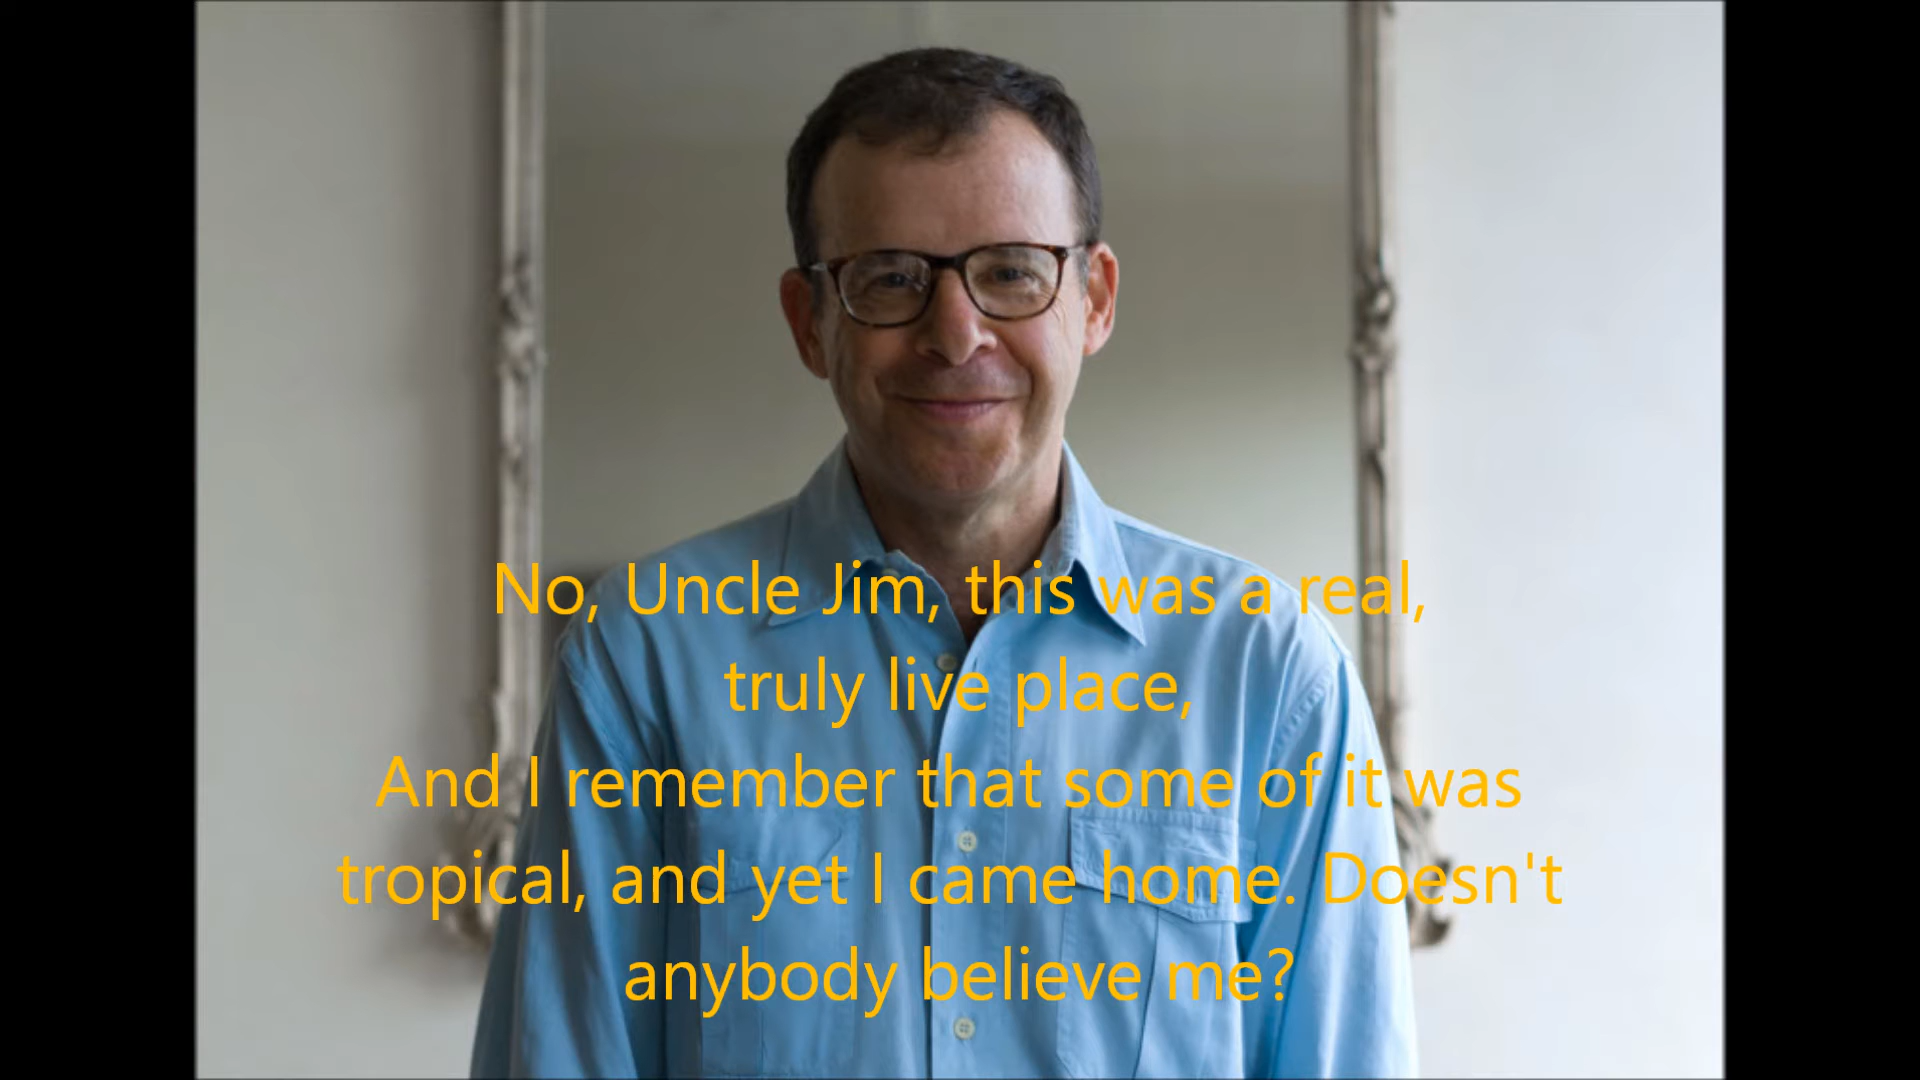 No, Uncle Jim, this was a real,
truly live place,
And I remember that some of it was
tropical, and yet I came home. Doesn't
anybody believe me?